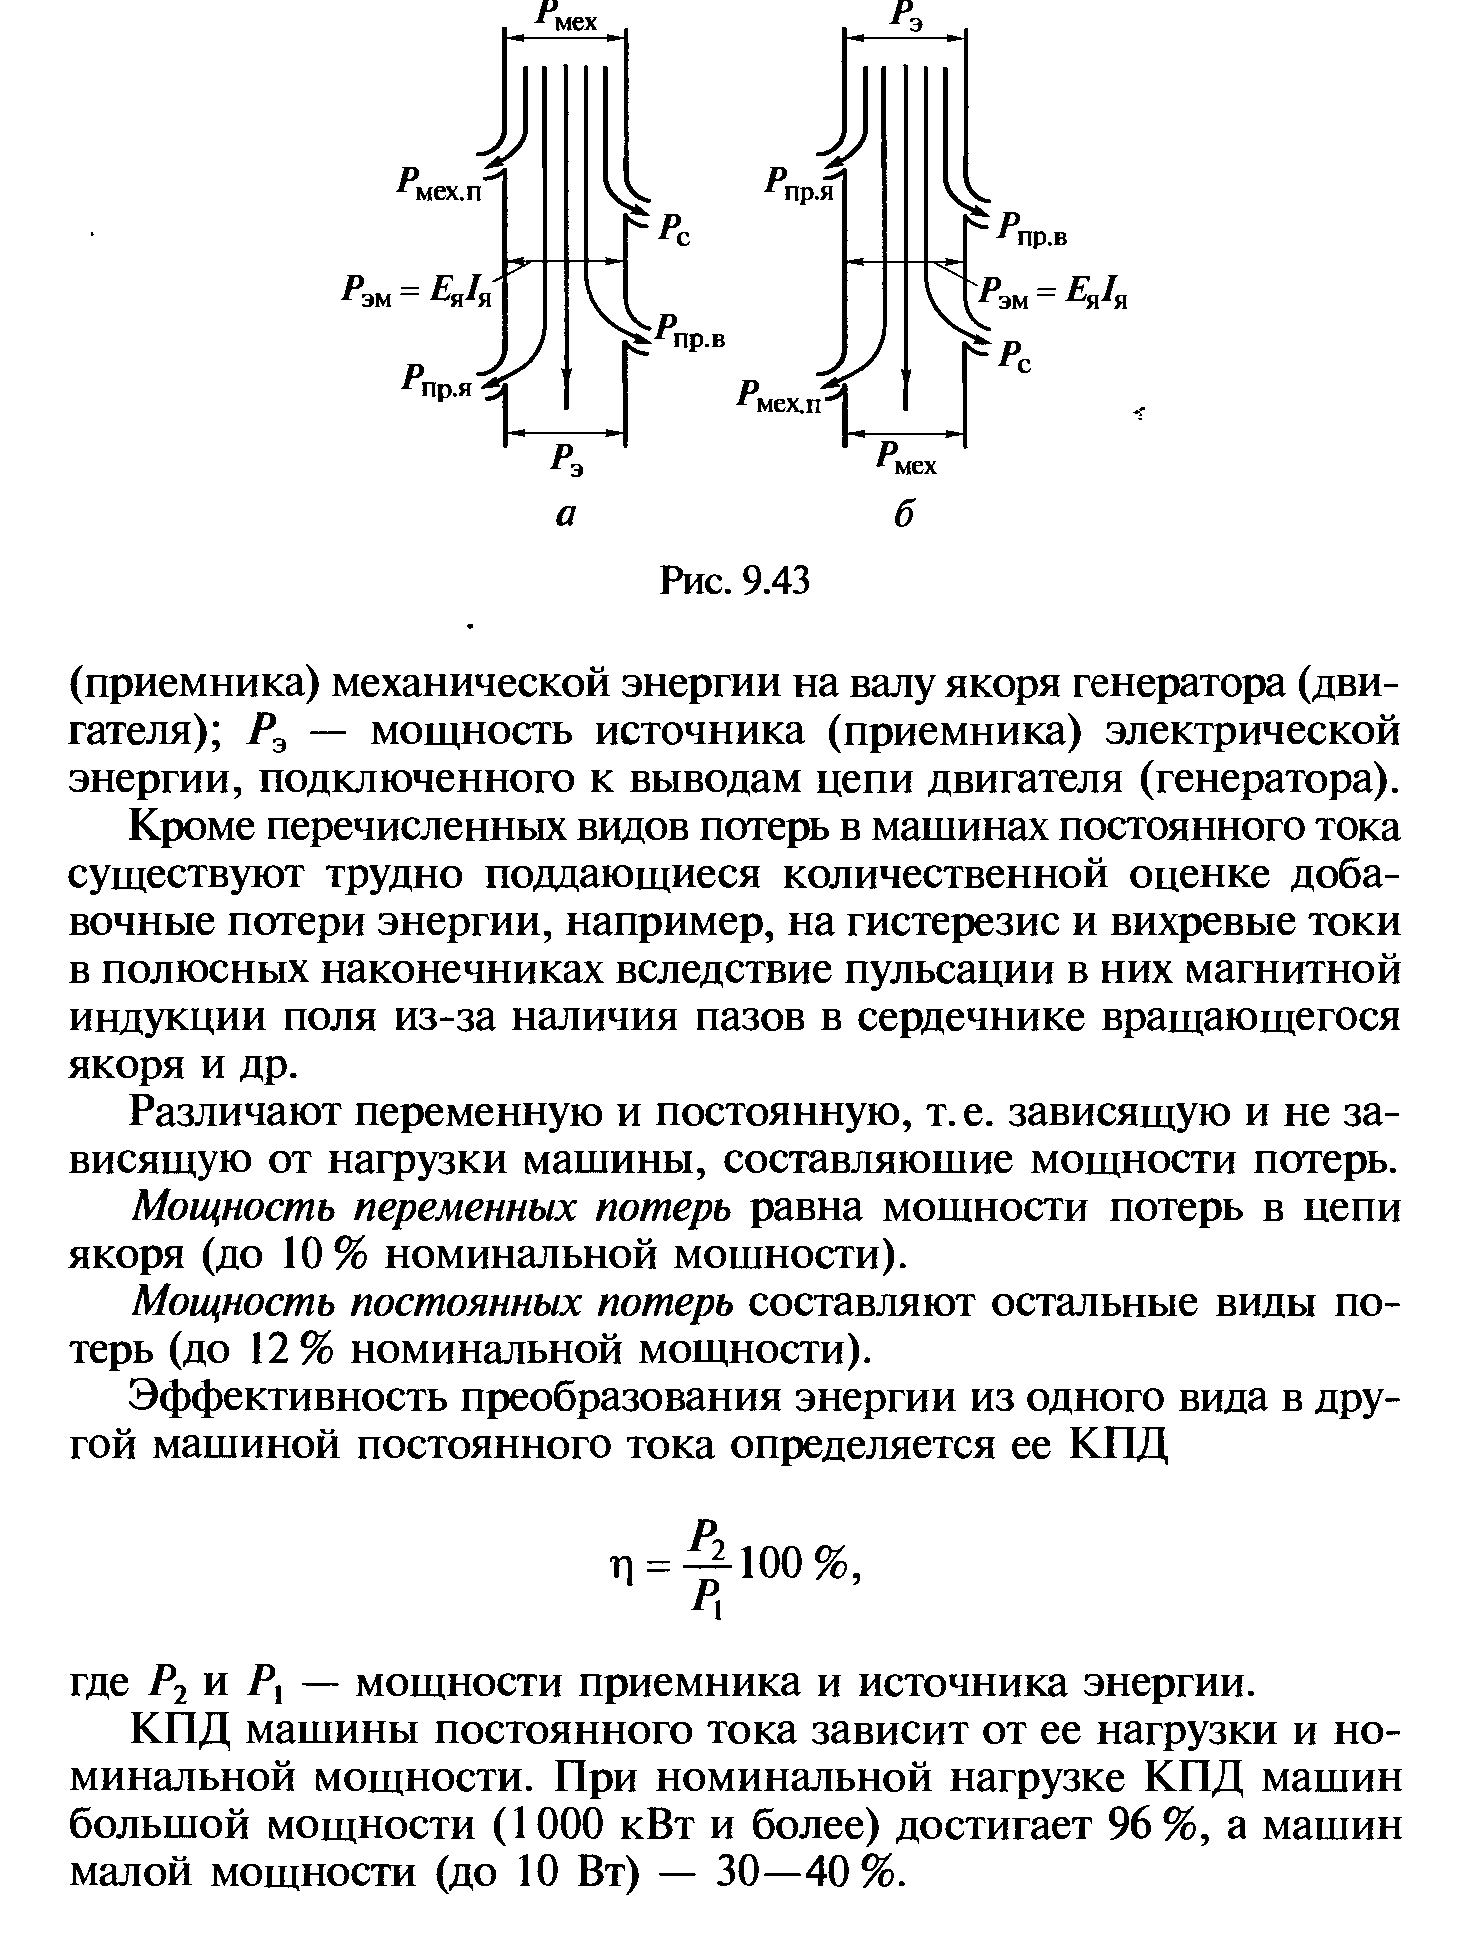 Pмех Pэ
Pмех.п Pпр.я
Pс Pпр.в
Pэм = EяIя Pэм = EяIя
Pпр.в Pс
Pпр.я Pмех.п
Pэ Pмех
а б
Рис. 9.43
(приемника) механической энергии на валу якоря генератора (дви-
гателя); Pэ — мощность источника (приемника) электрической
энергии, подключенного к выводам цепи двигателя (генератора).
Кроме перечисленных видов потерь в машинах постоянного тока
существуют трудно поддающиеся количественной оценке доба-
вочные потери энергии, например, на гистерезис и вихревые токи
в полюсных наконечниках вследствие пульсации в них магнитной
индукции поля из-за наличия пазов в сердечнике вращающегося
якоря и др.
Различают переменную и постоянную, т. е. зависящую и не за-
висящую от нагрузки машины, составляюшие мощности потерь.
Мощность переменных потерь равна мощности потерь в цепи
якоря (до 10 % номинальной мошности).
Мощность постоянных потерь составляют остальные виды по-
терь (до 12 % номинальной мощности).
Эффективность преобразования энергии из одного вида в дру-
гой машиной постоянного тока определяется ее КПД
η = P₂/P₁ 100 %,
где P₂ и P₁ — мощности приемника и источника энергии.
КПД машины постоянного тока зависит от ее нагрузки и но-
минальной мощности. При номинальной нагрузке КПД машин
большой мощности (1 000 кВт и более) достигает 96 %, а машин
малой мощности (до 10 Вт) — 30—40 %.